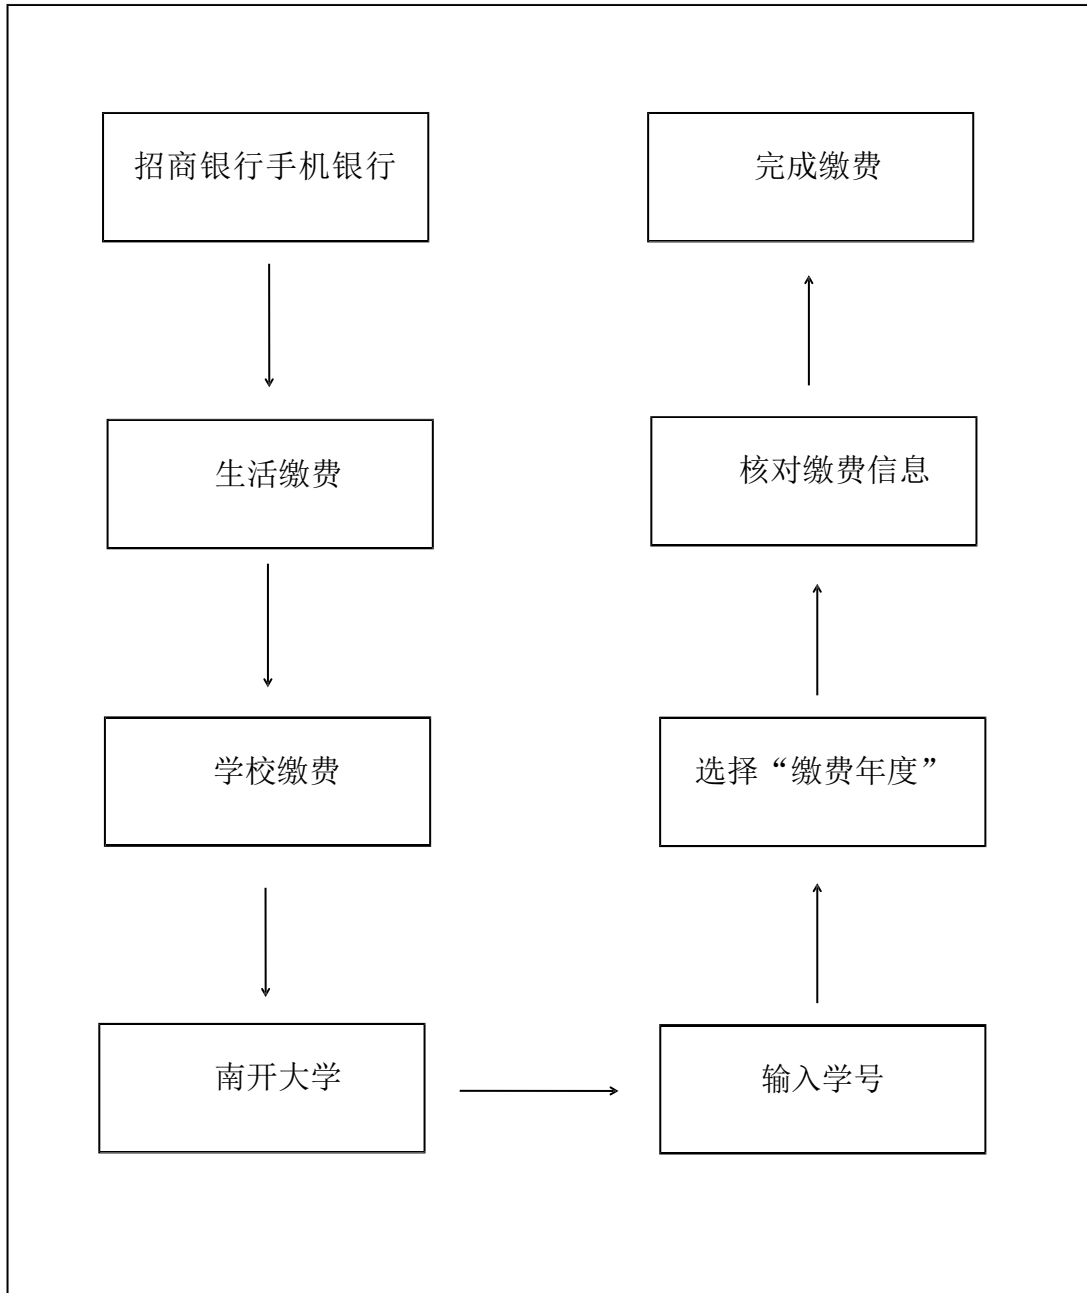 招商银行手机银行
生活缴费
学校缴费
南开大学
输入学号
选择“缴费年度”
核对缴费信息
完成缴费